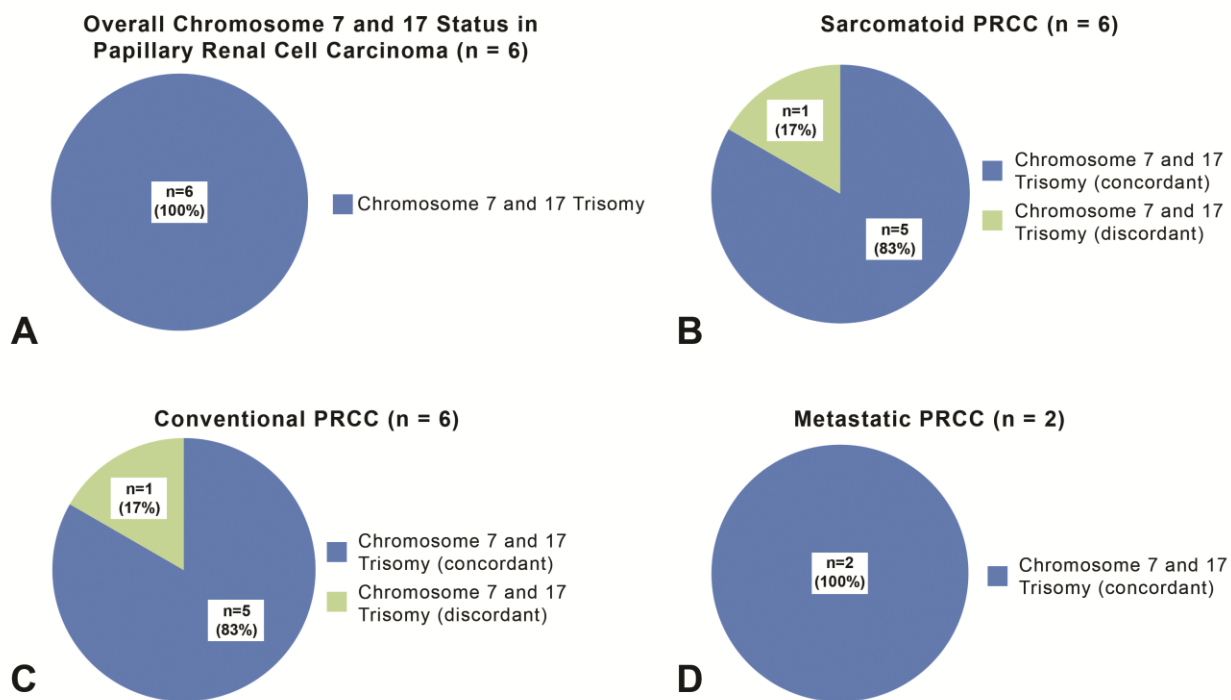 Overall Chromosome 7 and 17 Status in
Papillary Renal Cell Carcinoma (n = 6)
n=6
(100%)
Chromosome 7 and 17 Trisomy
A
Sarcomatoid PRCC (n = 6)
n=1
(17%)
n=5
(83%)
Chromosome 7 and 17
Trisomy (concordant)
Chromosome 7 and 17
Trisomy (discordant)
B
Conventional PRCC (n = 6)
n=1
(17%)
n=5
(83%)
Chromosome 7 and 17
Trisomy (concordant)
Chromosome 7 and 17
Trisomy (discordant)
C
Metastatic PRCC (n = 2)
n=2
(100%)
Chromosome 7 and 17
Trisomy (concordant)
D